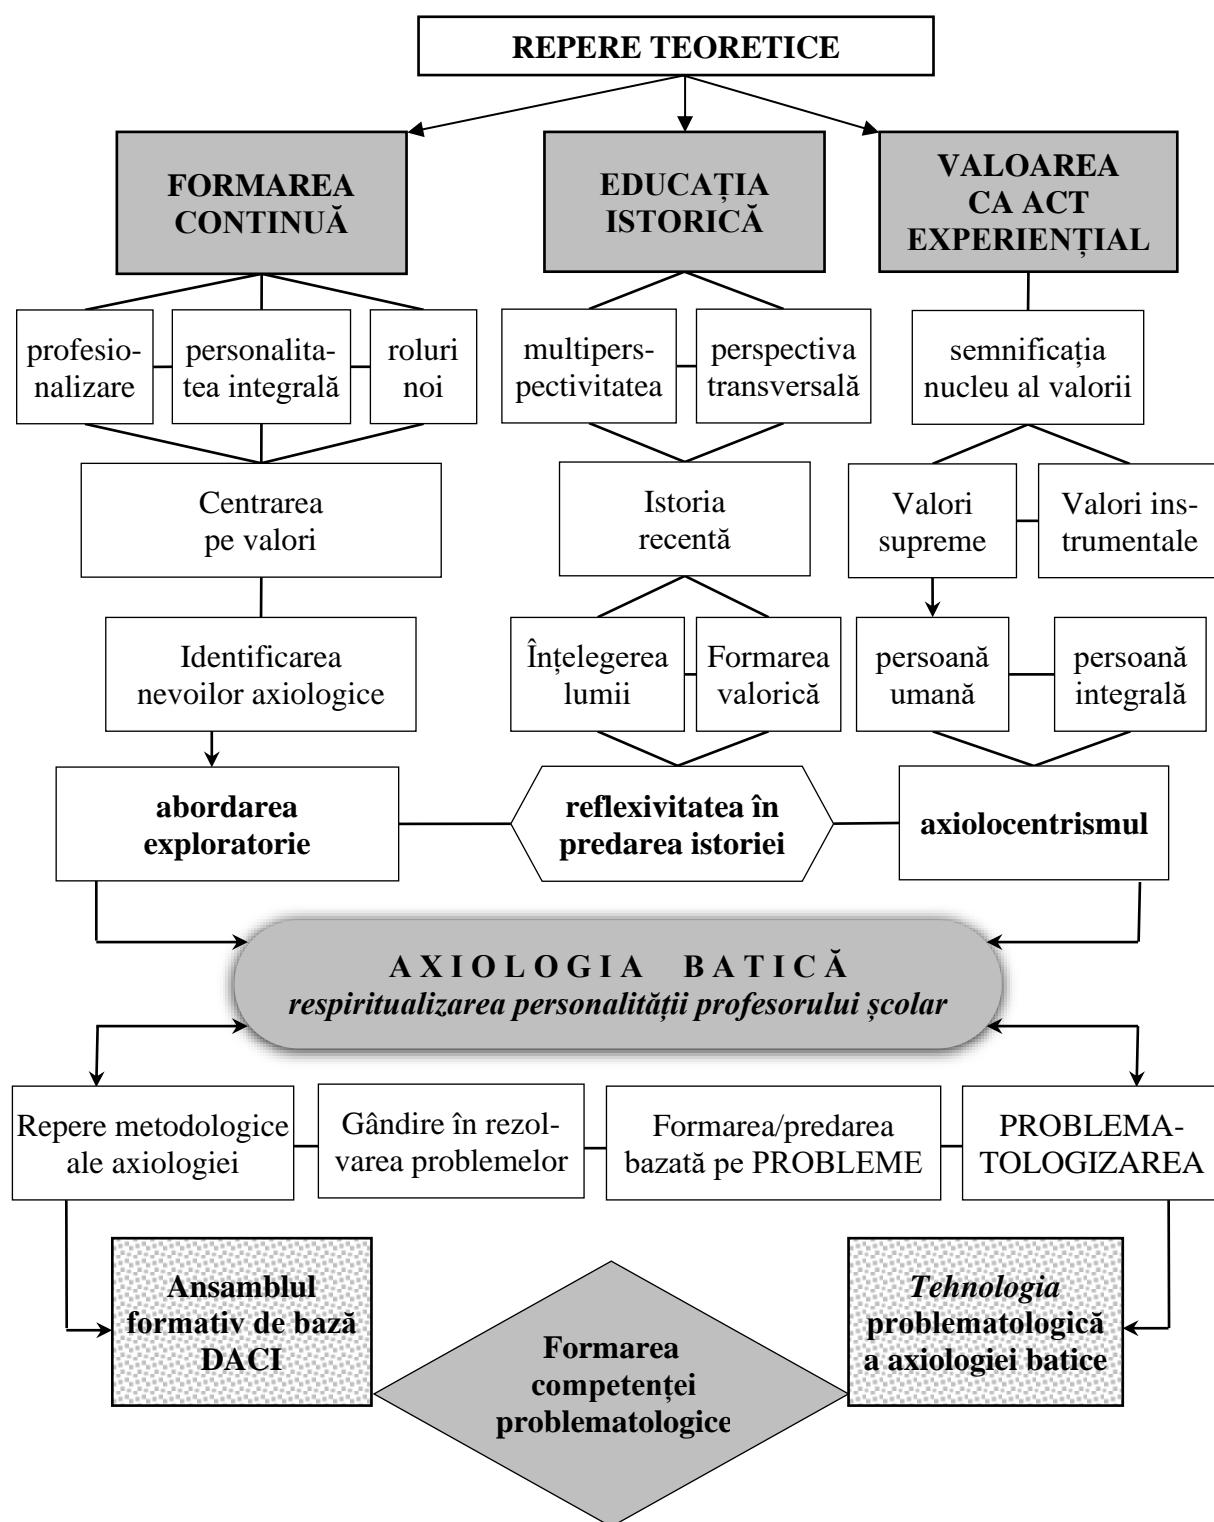 REPERE TEORETICE
FORMAREA
CONTINUĂ
EDUCAȚIA
ISTORICĂ
VALOAREA
CA ACT
EXPERIENȚIAL
profesio-
nalizare
personalita-
tea integrală
roluri
noi
multipers-
pectivitatea
perspectiva
transversală
semnificația
nucleu al valorii
Centrarea
pe valori
Istoria
recentă
Valori
supreme
Valori ins-
trumentale
Identificarea
nevoilor axiologice
Înțelegerea
lumii
Formarea
valorică
persoană
umană
persoană
integrală
abordarea
exploratorie
reflexivitatea în
predarea istoriei
axiolocentrismul
A X I O L O G I A   B A T I C Ă
respiritualizarea personalității profesorului școlar
Repere metodologice
ale axiologiei
Gândire în rezol-
varea problemelor
Formarea/predarea
bazată pe PROBLEME
PROBLEMA-
TOLOGIZAREA
Ansamblul
formativ de bază
DACI
Formarea
competenței
problematologice
Tehnologia
problematologică
a axiologiei batice